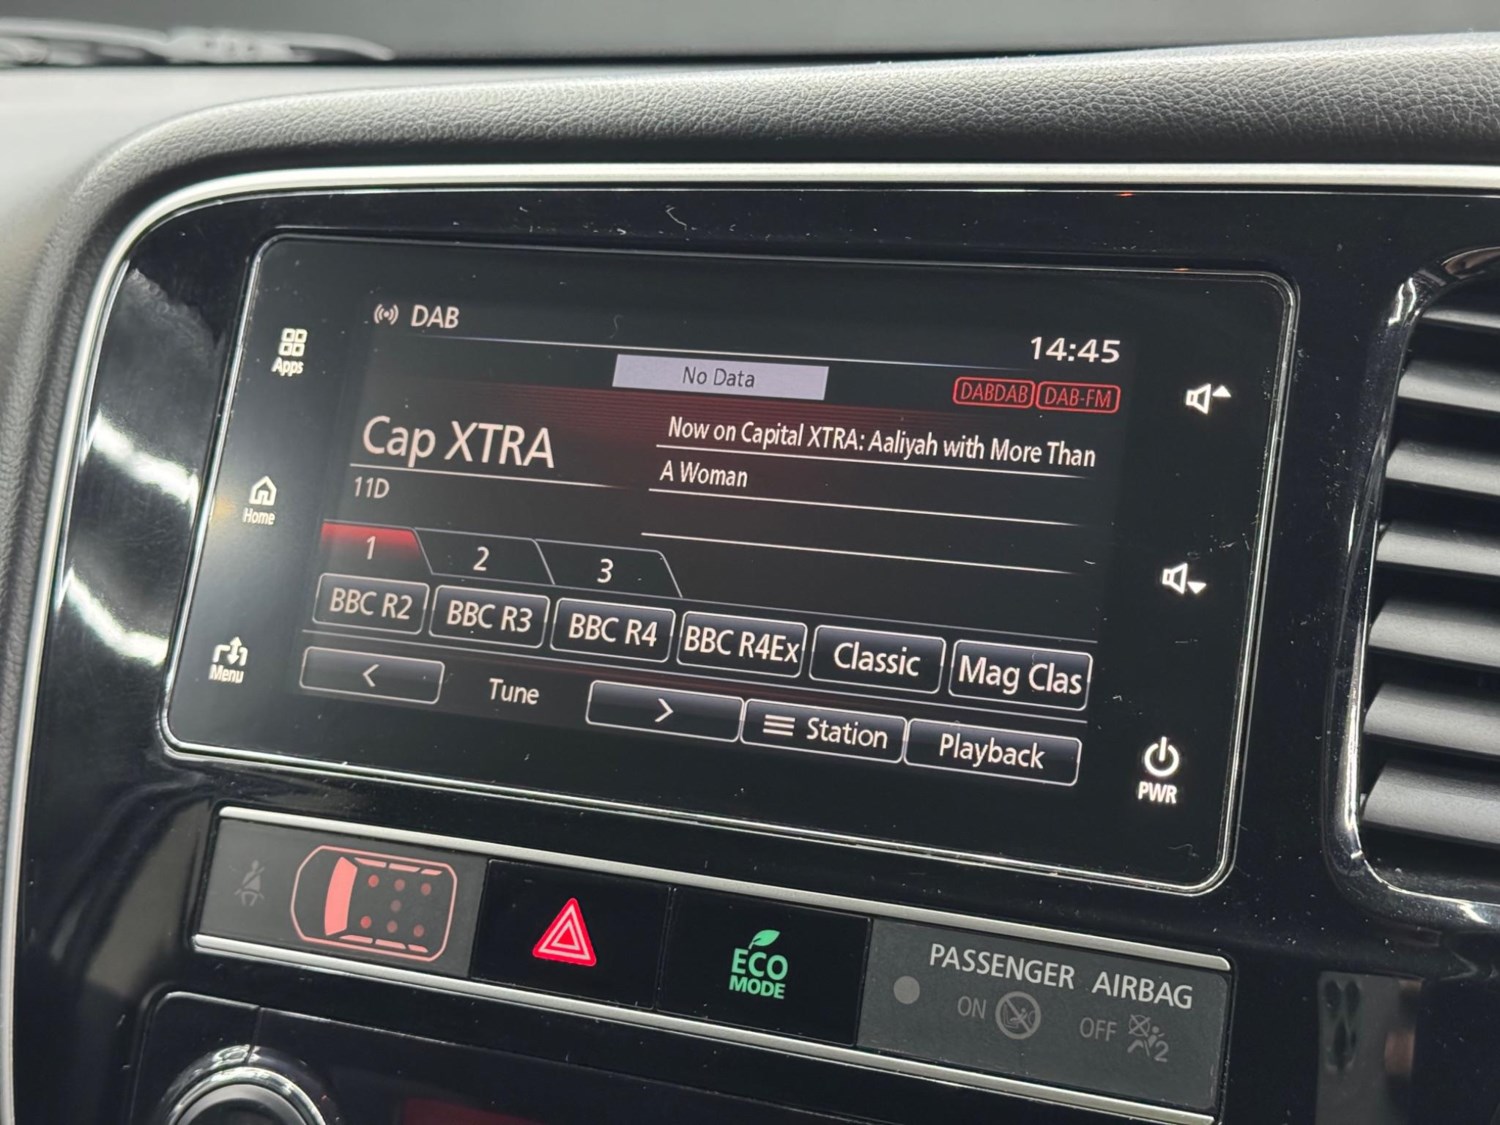 DAB
14:45
No Data
DABDAB DAB-FM
Apps
Cap XTRA
Now on Capital XTRA: Aaliyah with More Than
A Woman
11D
Home
1 2 3
BBC R2 BBC R3 BBC R4 BBC R4Ex Classic Mag Clas
Menu
< Tune > Station Playback
PWR
ECO
MODE
PASSENGER AIRBAG
ON OFF 2